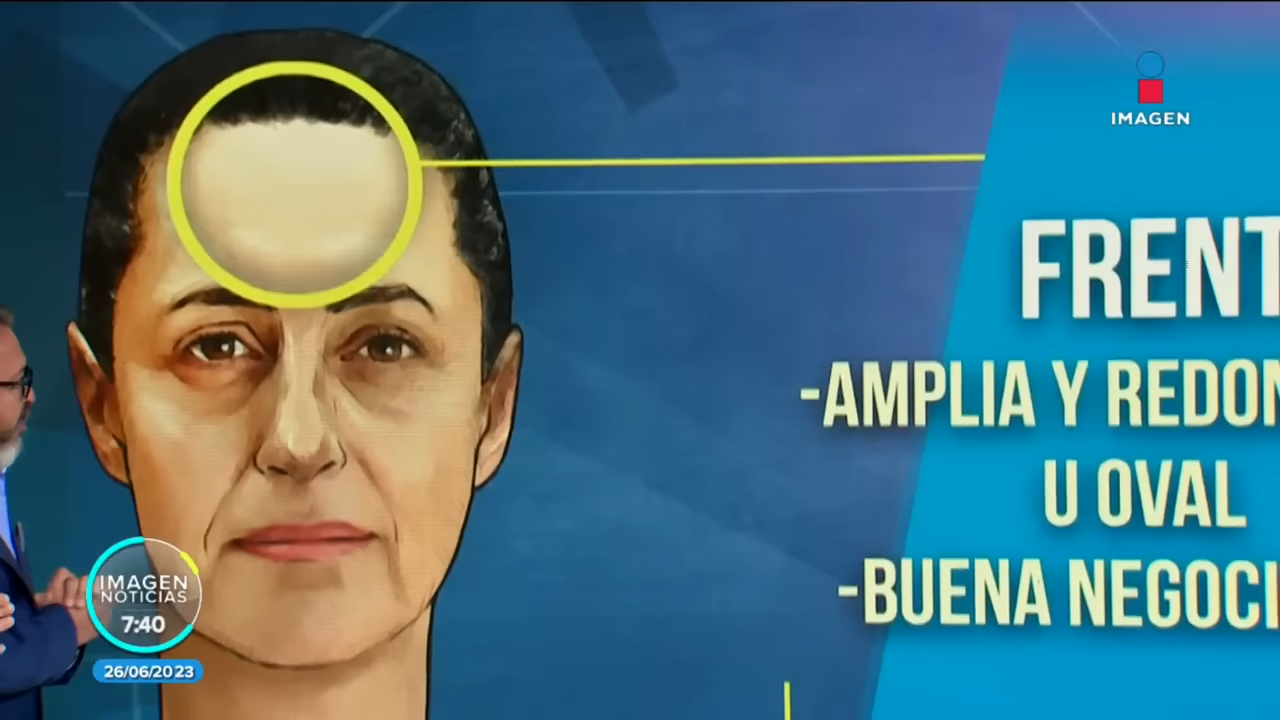 IMAGEN
FRENT
-AMPLIA Y REDON
U OVAL
-BUENA NEGOCI
IMAGEN
NOTICIAS
7:40
26/06/2023